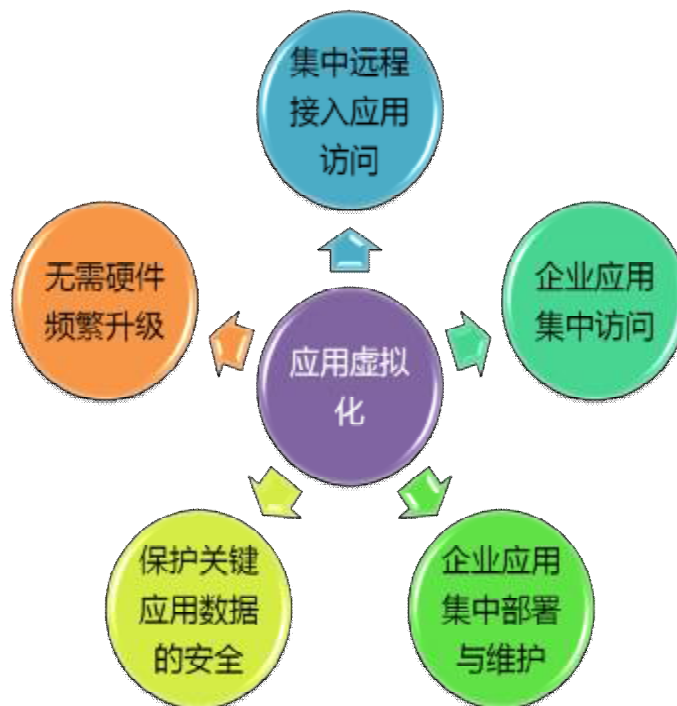 集中远程
接入应用
访问
无需硬件
频繁升级
企业应用
集中访问
应用虚拟
化
保护关键
应用数据
的安全
企业应用
集中部署
与维护